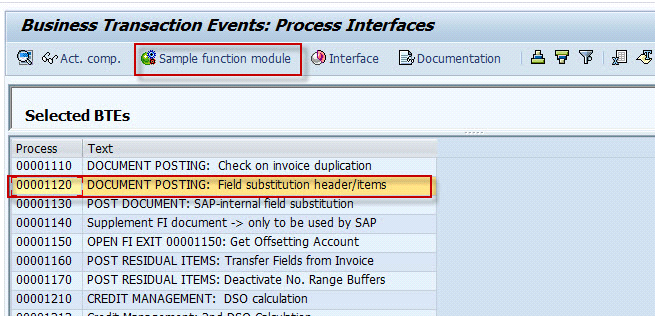 Business Transaction Events: Process Interfaces
Act. comp. Sample function module Interface Documentation
Selected BTEs
Process Text
00001110 DOCUMENT POSTING: Check on invoice duplication
00001120 DOCUMENT POSTING: Field substitution header/items
00001130 POST DOCUMENT: SAP-internal field substitution
00001140 Supplement FI document -> only to be used by SAP
00001150 OPEN FI EXIT 00001150: Get Offsetting Account
00001160 POST RESIDUAL ITEMS: Transfer Fields from Invoice
00001170 POST RESIDUAL ITEMS: Deactivate No. Range Buffers
00001210 CREDIT MANAGEMENT: DSO calculation